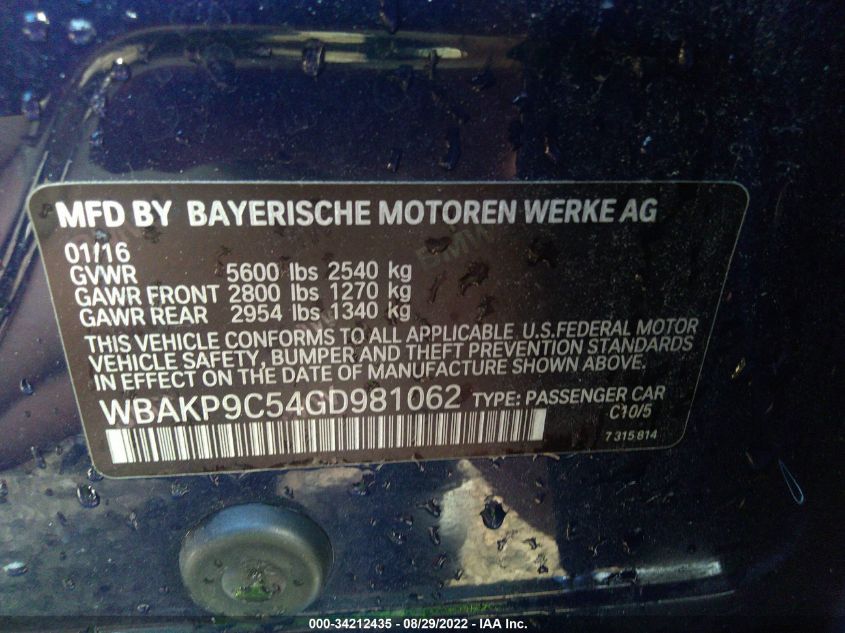 MFD BY BAYERISCHE MOTOREN WERKE AG
01/16
GVWR 5600 lbs 2540 kg
GAWR FRONT 2800 lbs 1270 kg
GAWR REAR 2954 lbs 1340 kg
THIS VEHICLE CONFORMS TO ALL APPLICABLE U.S.FEDERAL MOTOR
VEHICLE SAFETY, BUMPER AND THEFT PREVENTION STANDARDS
IN EFFECT ON THE DATE OF MANUFACTURE SHOWN ABOVE.
WBAKP9C54GD981062 TYPE: PASSENGER CAR
C10/5
7 315 814
000-34212435 - 08/29/2022 - IAA Inc.